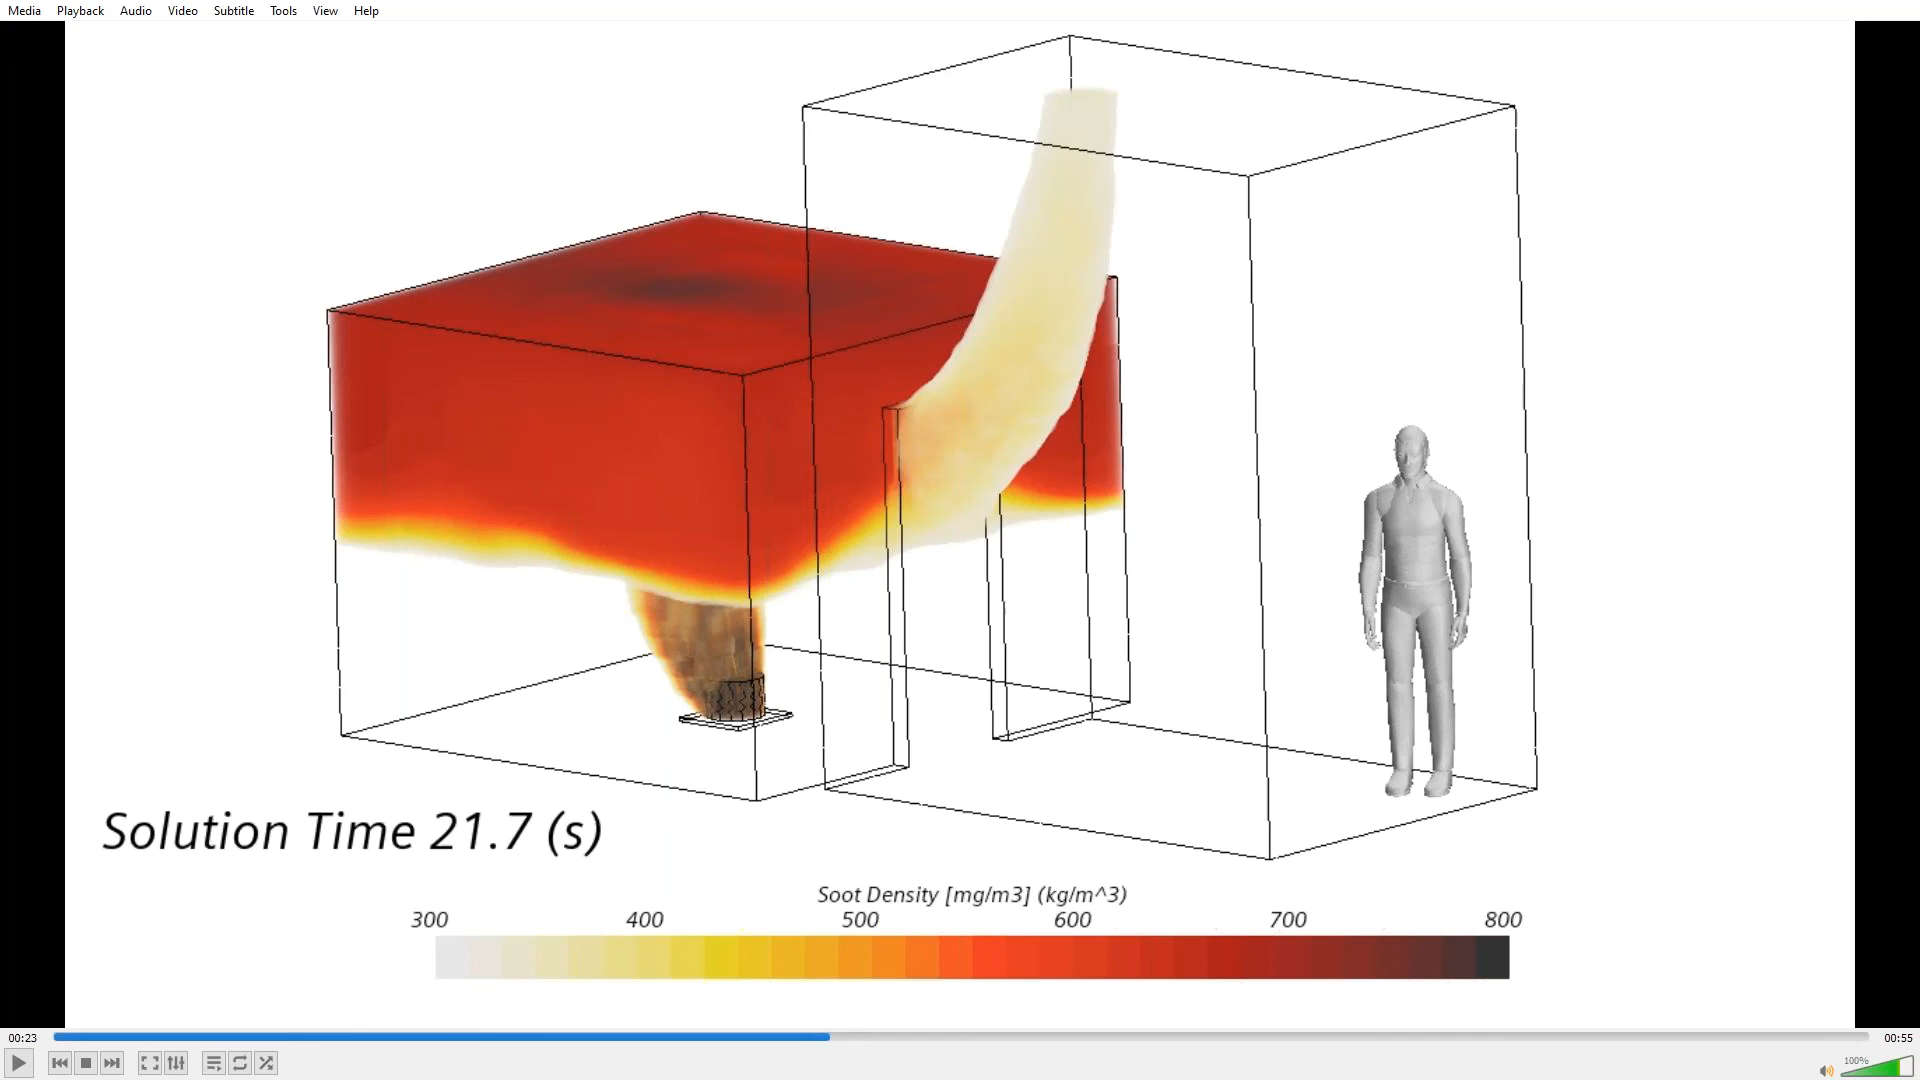 Media Playback Audio Video Subtitle Tools View Help
Solution Time 21.7 (s)
Soot Density [mg/m3] (kg/m^3)
300 400 500 600 700 800
00:23 00:55
100%